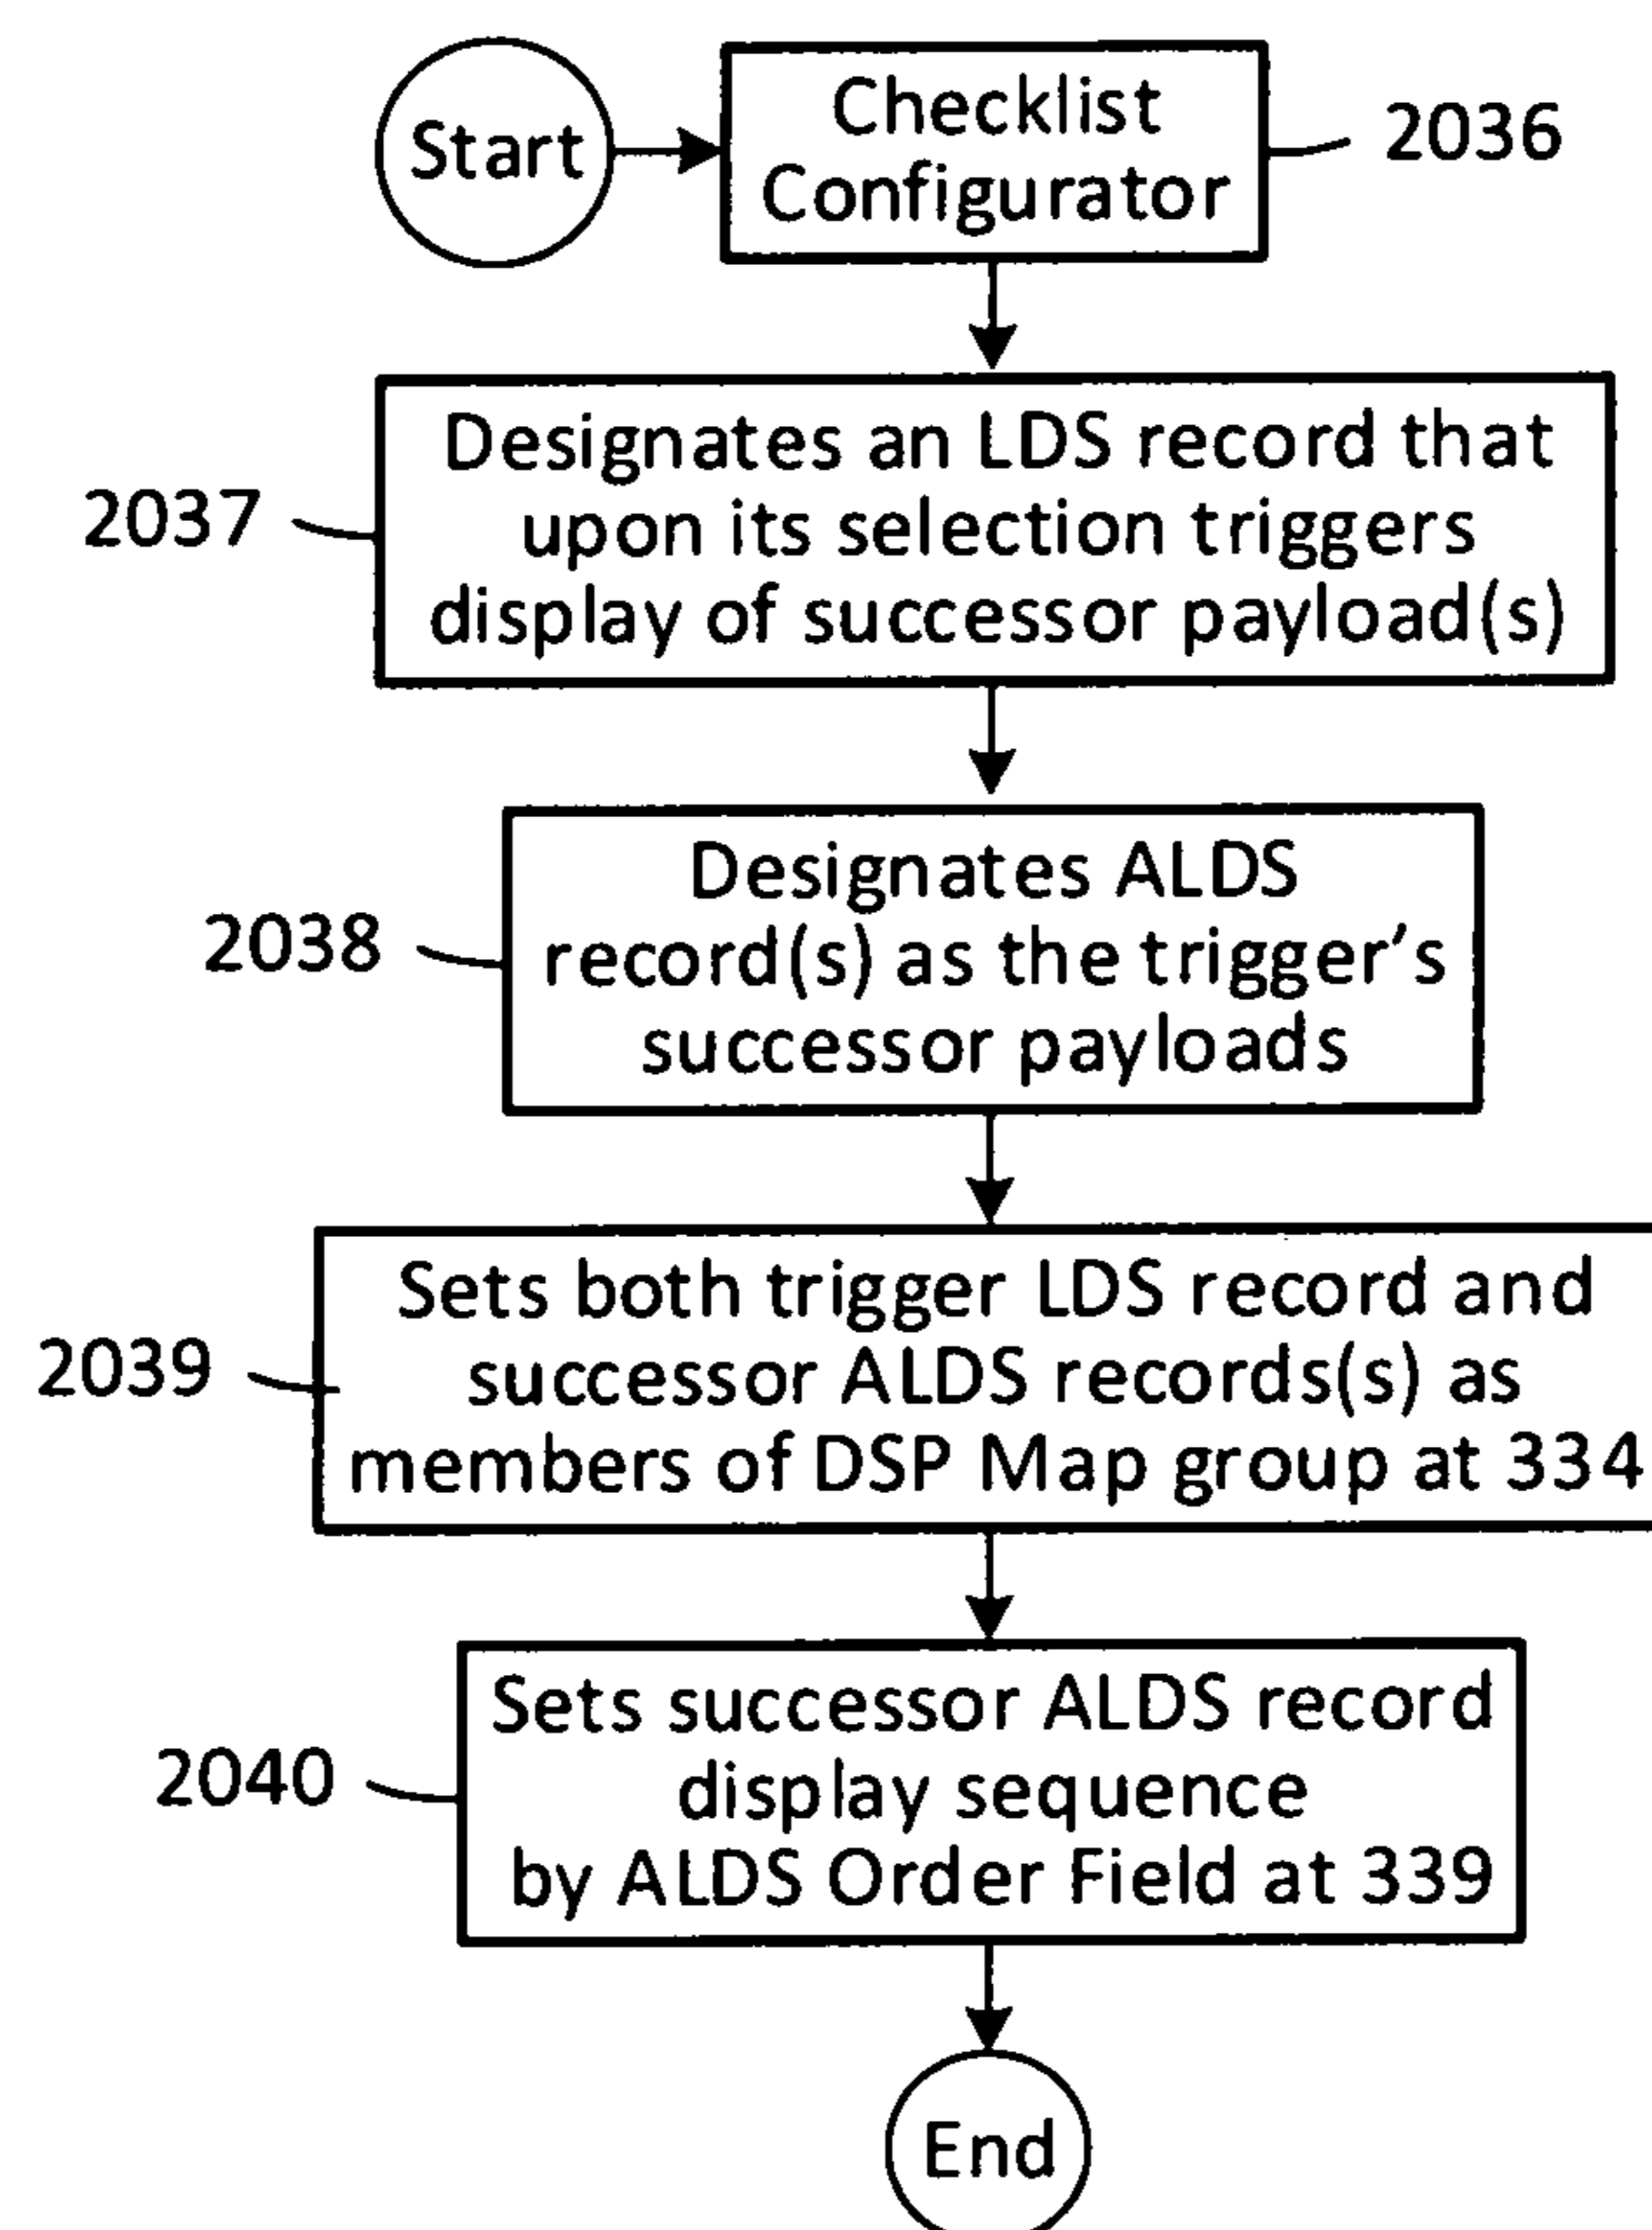 Start
Checklist
Configurator
2036
Designates an LDS record that
upon its selection triggers
display of successor payload(s)
2037
Designates ALDS
record(s) as the trigger's
successor payloads
2038
Sets both trigger LDS record and
successor ALDS records(s) as
members of DSP Map group at 334
2039
Sets successor ALDS record
display sequence
by ALDS Order Field at 339
2040
End